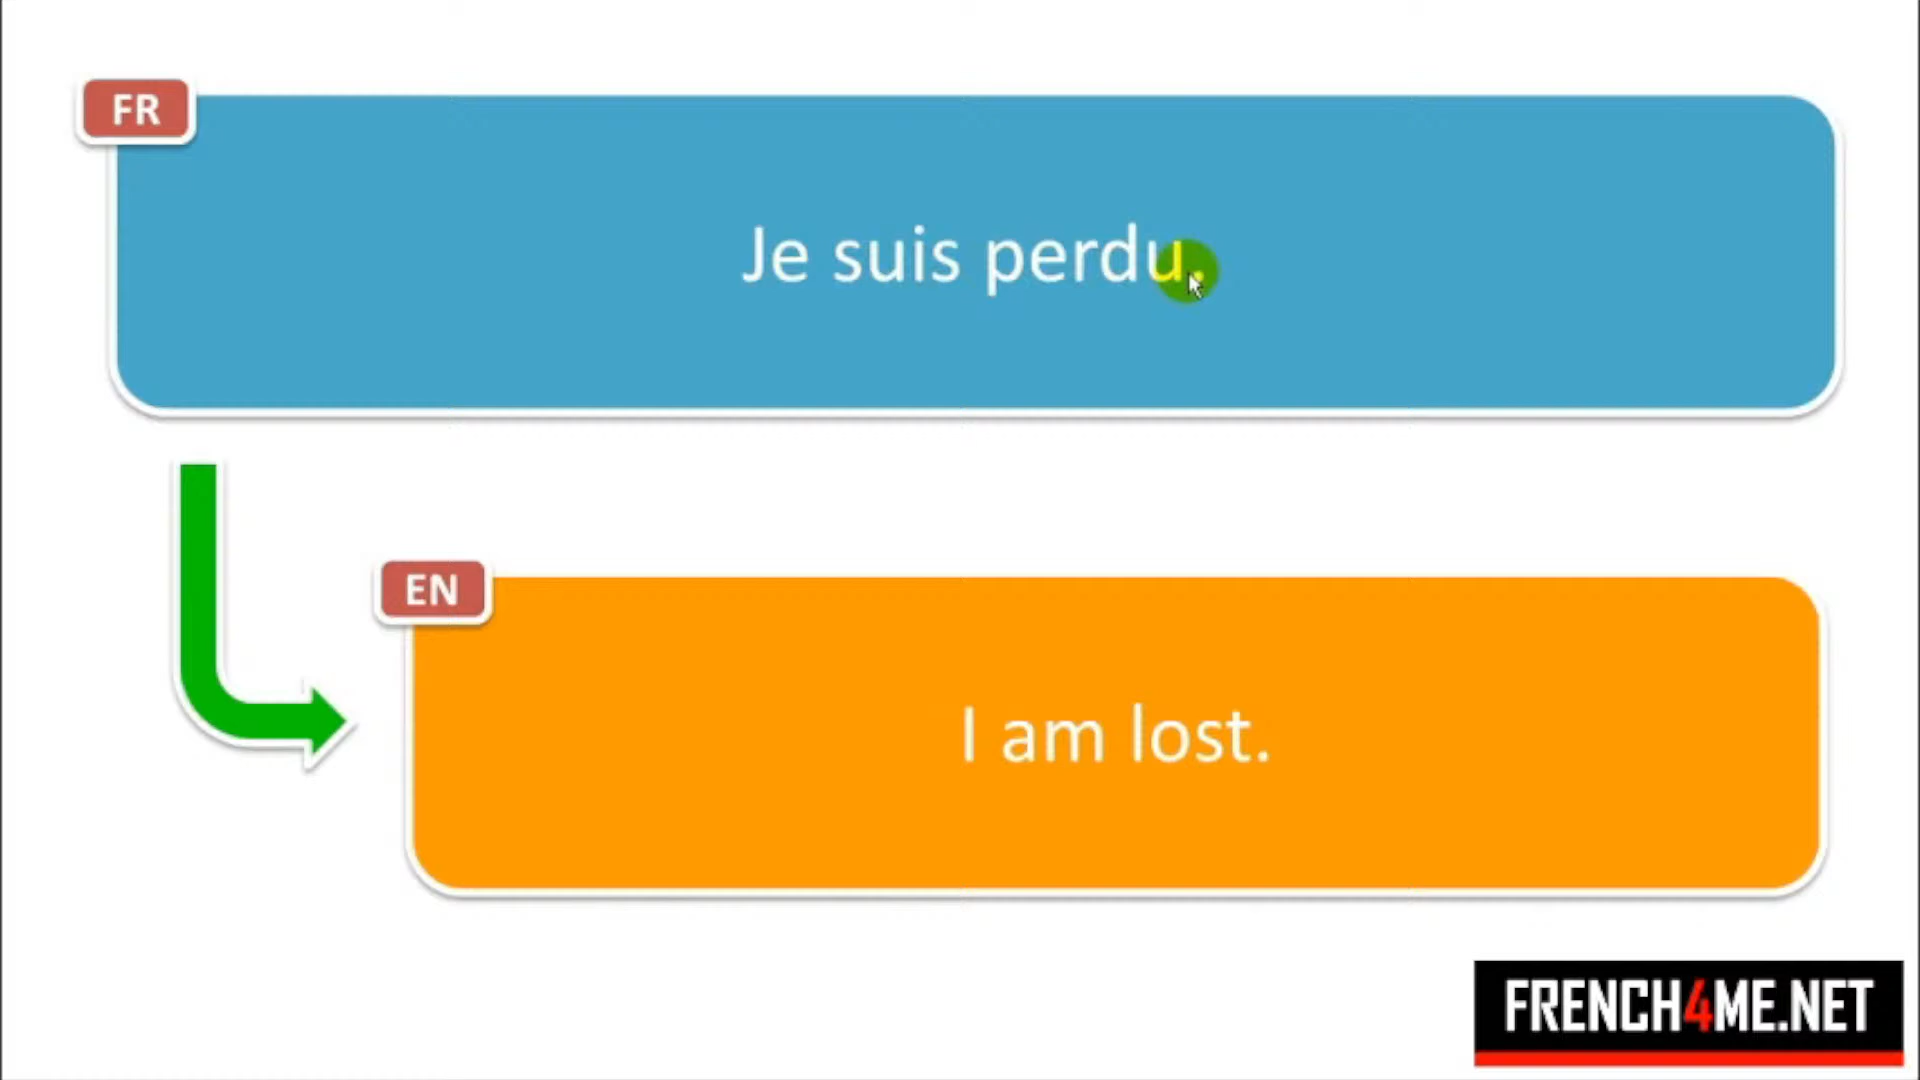 FR
Je suis perdu.
EN
I am lost.
FRENCH4ME.NET